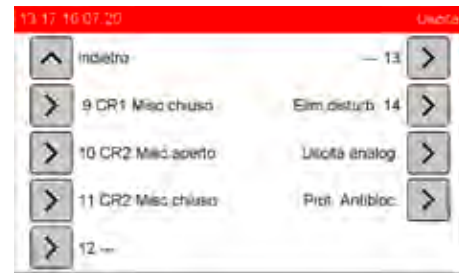 13:17 16.07.20 Uscita
Indietro
--- 13
9 CR1 Misc chiuso
Elim.disturb. 14
10 CR2 Misc aperto
Uscita analog.
11 CR2 Misc chiuso
Prot. Antibloc.
12 ---